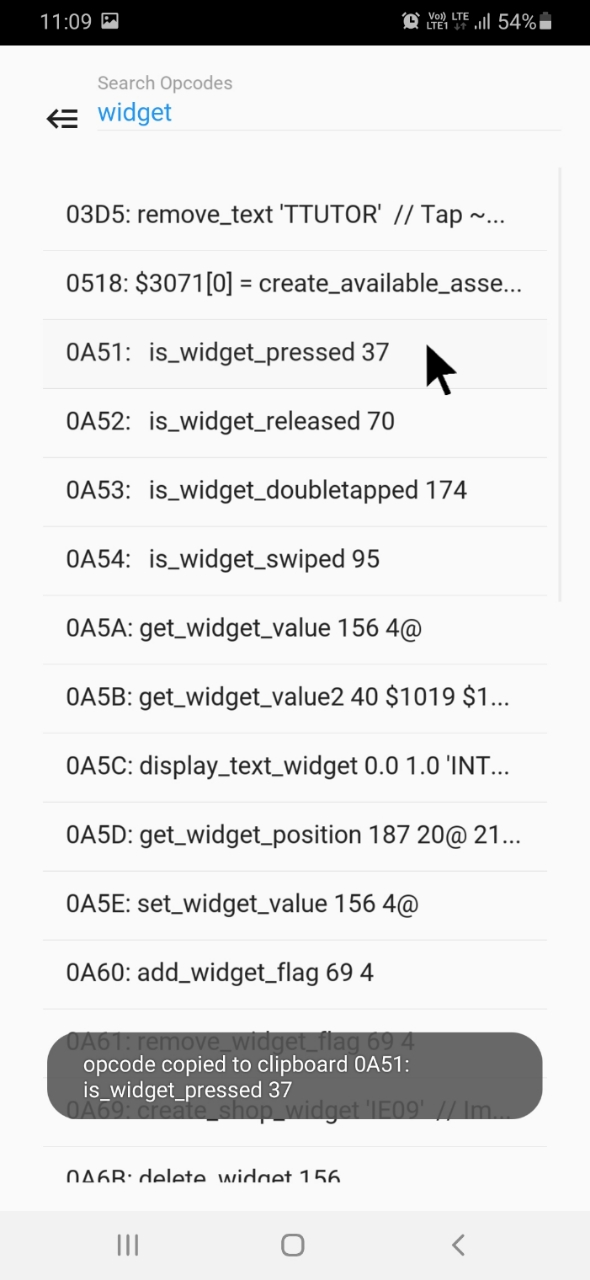 11:09 Vo)) LTE LTE1 54%
Search Opcodes
widget
03D5: remove_text 'TTUTOR' // Tap ~...
0518: $3071[0] = create_available_asse...
0A51: is_widget_pressed 37
0A52: is_widget_released 70
0A53: is_widget_doubletapped 174
0A54: is_widget_swiped 95
0A5A: get_widget_value 156 4@
0A5B: get_widget_value2 40 $1019 $1...
0A5C: display_text_widget 0.0 1.0 'INT...
0A5D: get_widget_position 187 20@ 21...
0A5E: set_widget_value 156 4@
0A60: add_widget_flag 69 4
0A61: remove_widget_flag 69 4
opcode copied to clipboard 0A51:
is_widget_pressed 37
0A69: create_shop_widget 'IE09' // Im...
0A6B: delete_widget 156